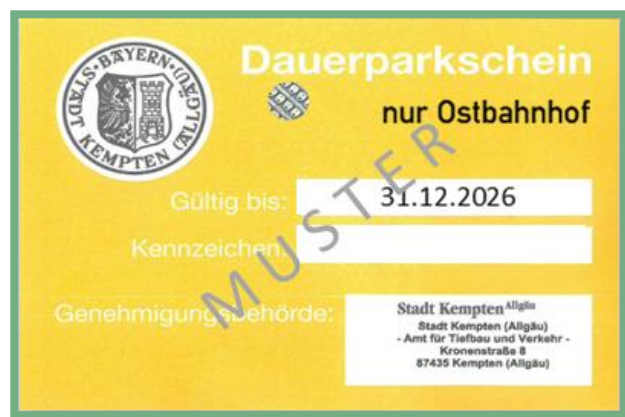 STADT·BAYERN·KEMPTEN (ALLGÄU)
Dauerparkschein
nur Ostbahnhof
MUSTER
Gültig bis: 31.12.2026
Kennzeichen:
Genehmigungsbehörde:
Stadt Kempten Allgäu
Stadt Kempten (Allgäu)
- Amt für Tiefbau und Verkehr -
Kronenstraße 8
87435 Kempten (Allgäu)